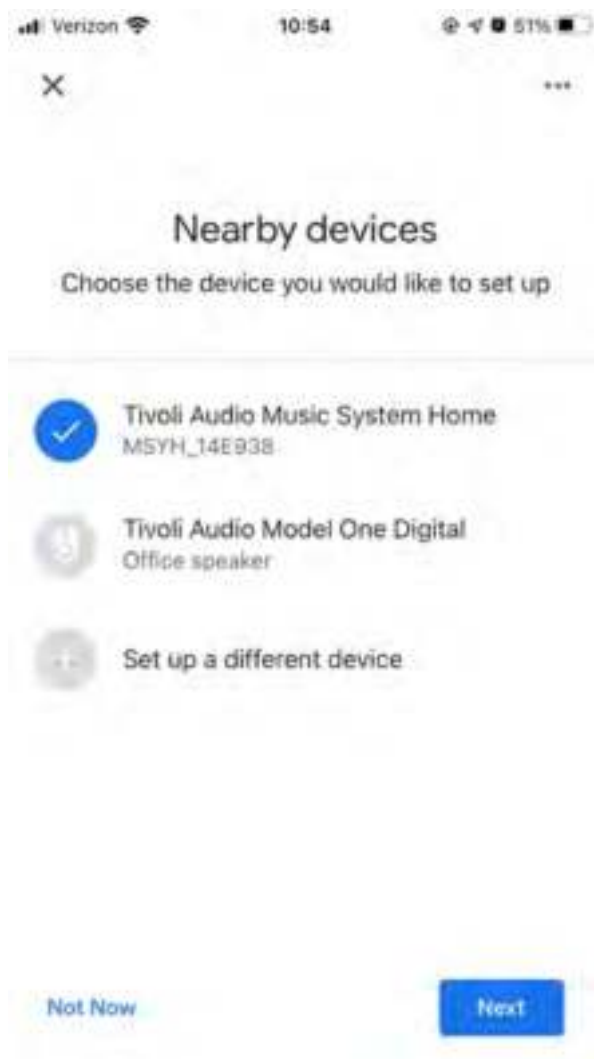 Verizon 10:54 51%
Nearby devices
Choose the device you would like to set up
Tivoli Audio Music System Home
MSYH_14E938
Tivoli Audio Model One Digital
Office speaker
Set up a different device
Not Now Next